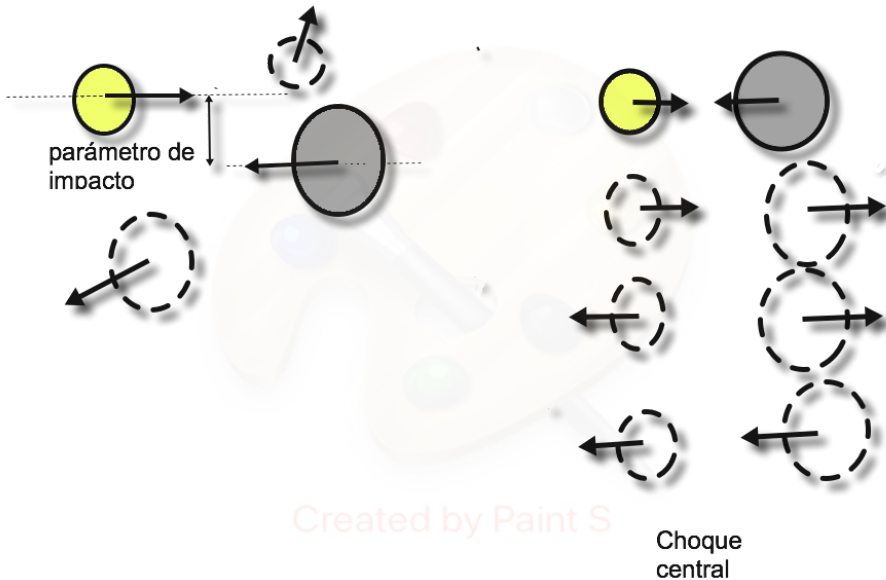 parámetro de
impacto
Created by Paint S
Choque
central